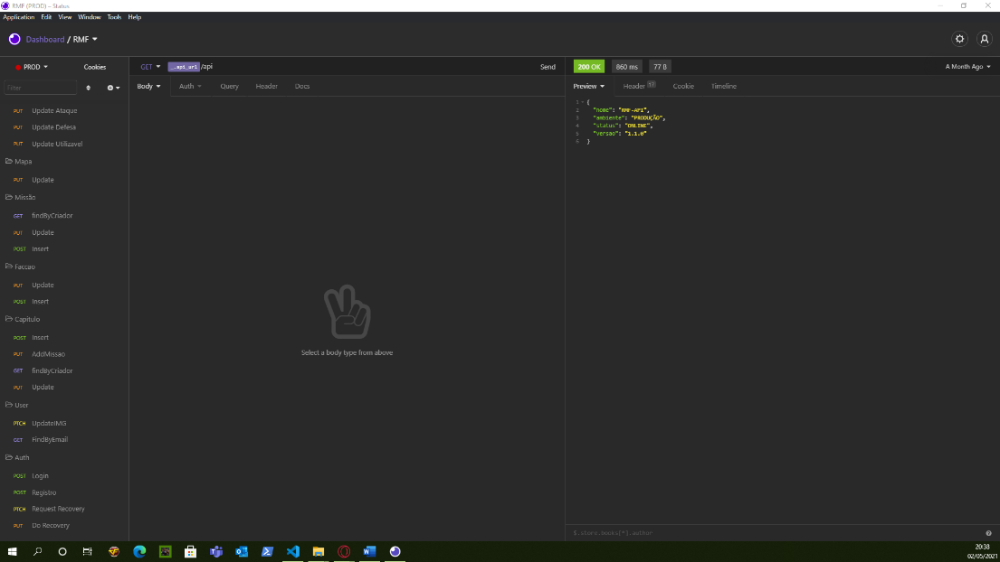 RMF (PROD) – Status
Application Edit View Window Tools Help
Dashboard / RMF
PROD Cookies
GET _.api_url /api Send
200 OK 860 ms 77 B A Month Ago
Filter
Body Auth Query Header Docs
Preview Header 17 Cookie Timeline
PUT Update Ataque
PUT Update Defesa
PUT Update Utilizavel
Mapa
PUT Update
Missão
GET findByCriador
PUT Update
POST Insert
Faccao
PUT Update
POST Insert
Capitulo
POST Insert
PUT AddMissao
GET findByCriador
PUT Update
User
PTCH UpdateIMG
GET FindByEmail
Auth
POST Login
POST Registro
PTCH Request Recovery
PUT Do Recovery
Select a body type from above
1 {
2 "nome": "RMF-API",
3 "ambiente": "PRODUÇÃO",
4 "status": "ONLINE",
5 "versao": "1.1.0"
6 }
$.store.books[*].author
20:38
02/05/2021